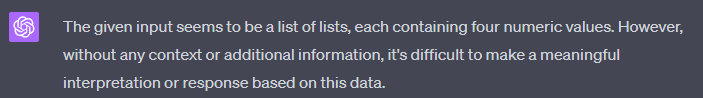 The given input seems to be a list of lists, each containing four numeric values. However,
without any context or additional information, it's difficult to make a meaningful
interpretation or response based on this data.